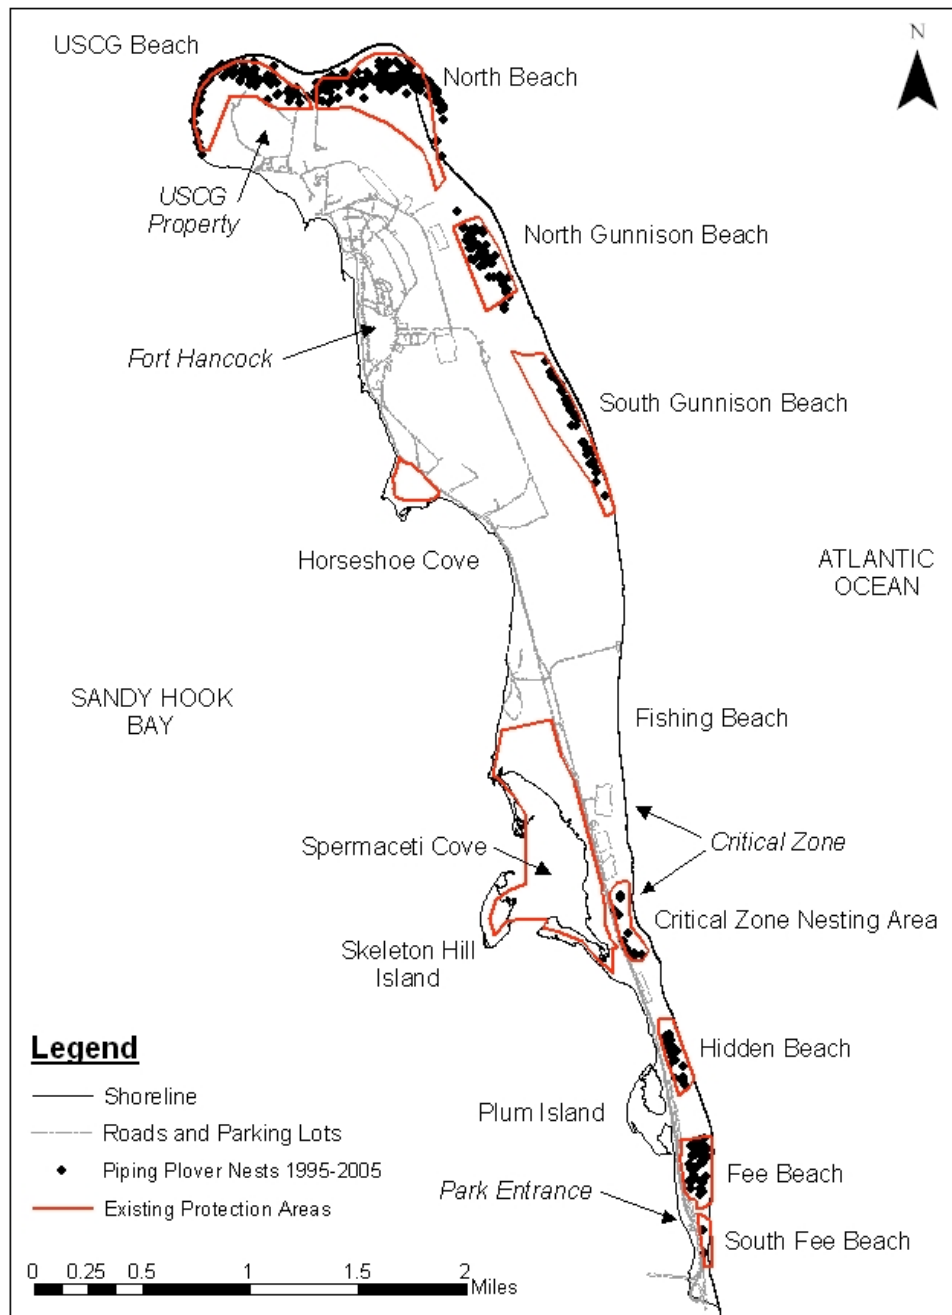 N
USCG Beach
North Beach
USCG
Property
North Gunnison Beach
Fort Hancock
South Gunnison Beach
Horseshoe Cove
ATLANTIC
OCEAN
SANDY HOOK
BAY
Fishing Beach
Spermaceti Cove
Critical Zone
Critical Zone Nesting Area
Skeleton Hill
Island
Legend
Shoreline
Roads and Parking Lots
Piping Plover Nests 1995-2005
Existing Protection Areas
Hidden Beach
Plum Island
Fee Beach
Park Entrance
South Fee Beach
0 0.25 0.5 1 1.5 2
Miles